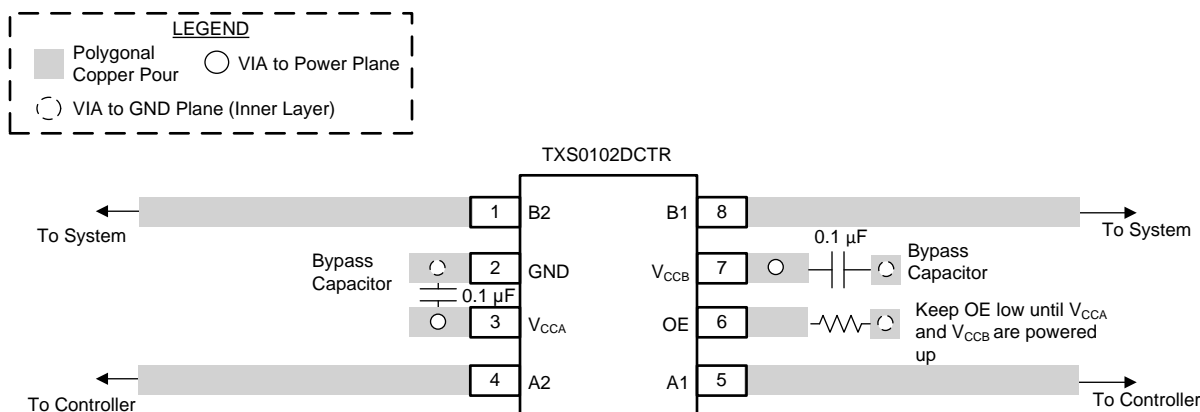 LEGEND
Polygonal
Copper Pour
VIA to Power Plane
VIA to GND Plane (Inner Layer)
TXS0102DCTR
1
B2
B1
8
To System
To System
Bypass
Capacitor
2
GND
0.1 µF
3
VCCA
VCCB
7
0.1 µF
Bypass
Capacitor
OE
6
Keep OE low until VCCA
and VCCB are powered
up
4
A2
A1
5
To Controller
To Controller